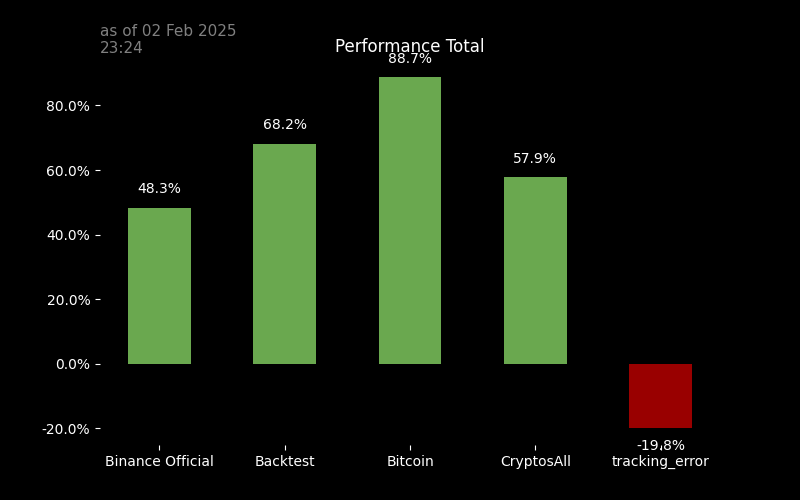 as of 02 Feb 2025
23:24
Performance Total
88.7%
80.0%
68.2%
60.0%
57.9%
48.3%
40.0%
20.0%
0.0%
-20.0%
-19.8%
Binance Official
Backtest
Bitcoin
CryptosAll
tracking_error